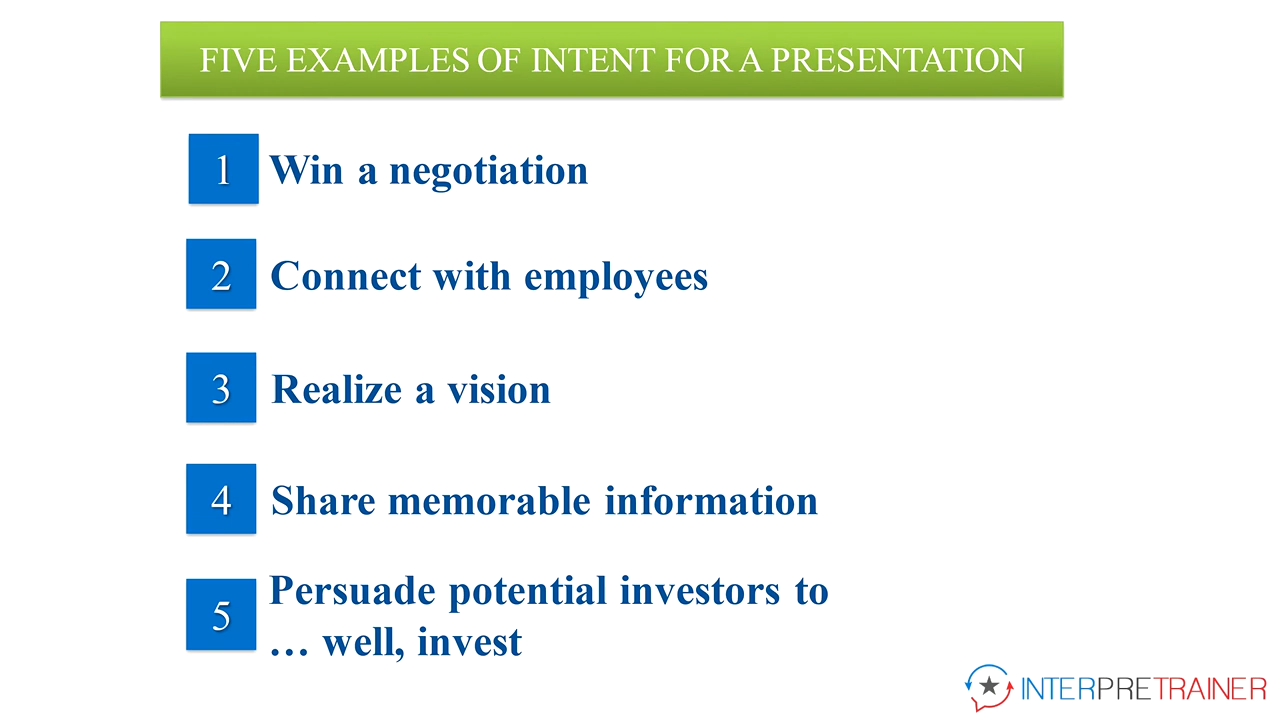 FIVE EXAMPLES OF INTENT FOR A PRESENTATION
1 Win a negotiation
2 Connect with employees
3 Realize a vision
4 Share memorable information
5 Persuade potential investors to
… well, invest
INTERPRETRAINER